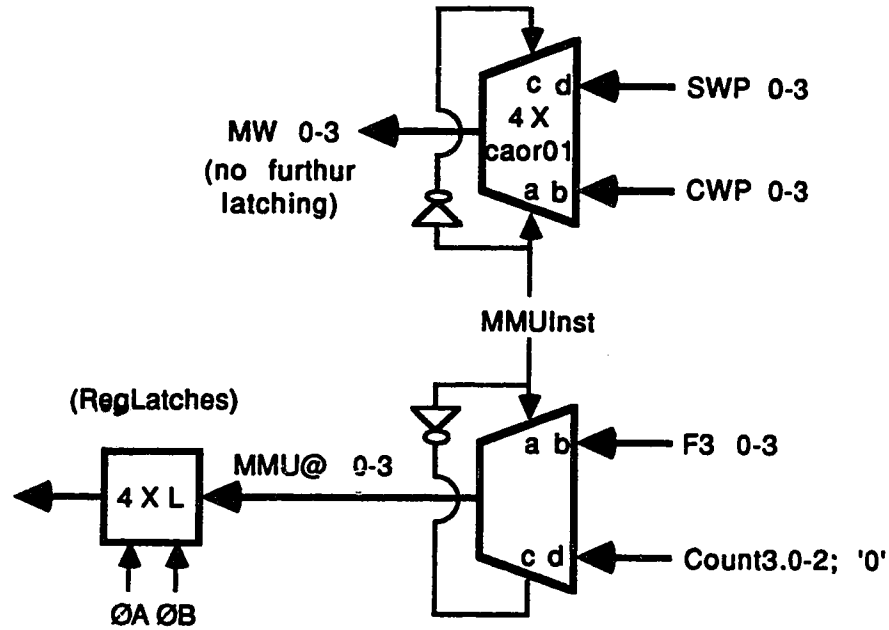 c d
4 X
caor01
a b
SWP 0-3
CWP 0-3
MW 0-3
(no furthur
latching)
MMUInst
(RegLatches)
a b
F3 0-3
MMU@ 0-3
4 X L
c d
Count3.0-2; '0'
ØA ØB